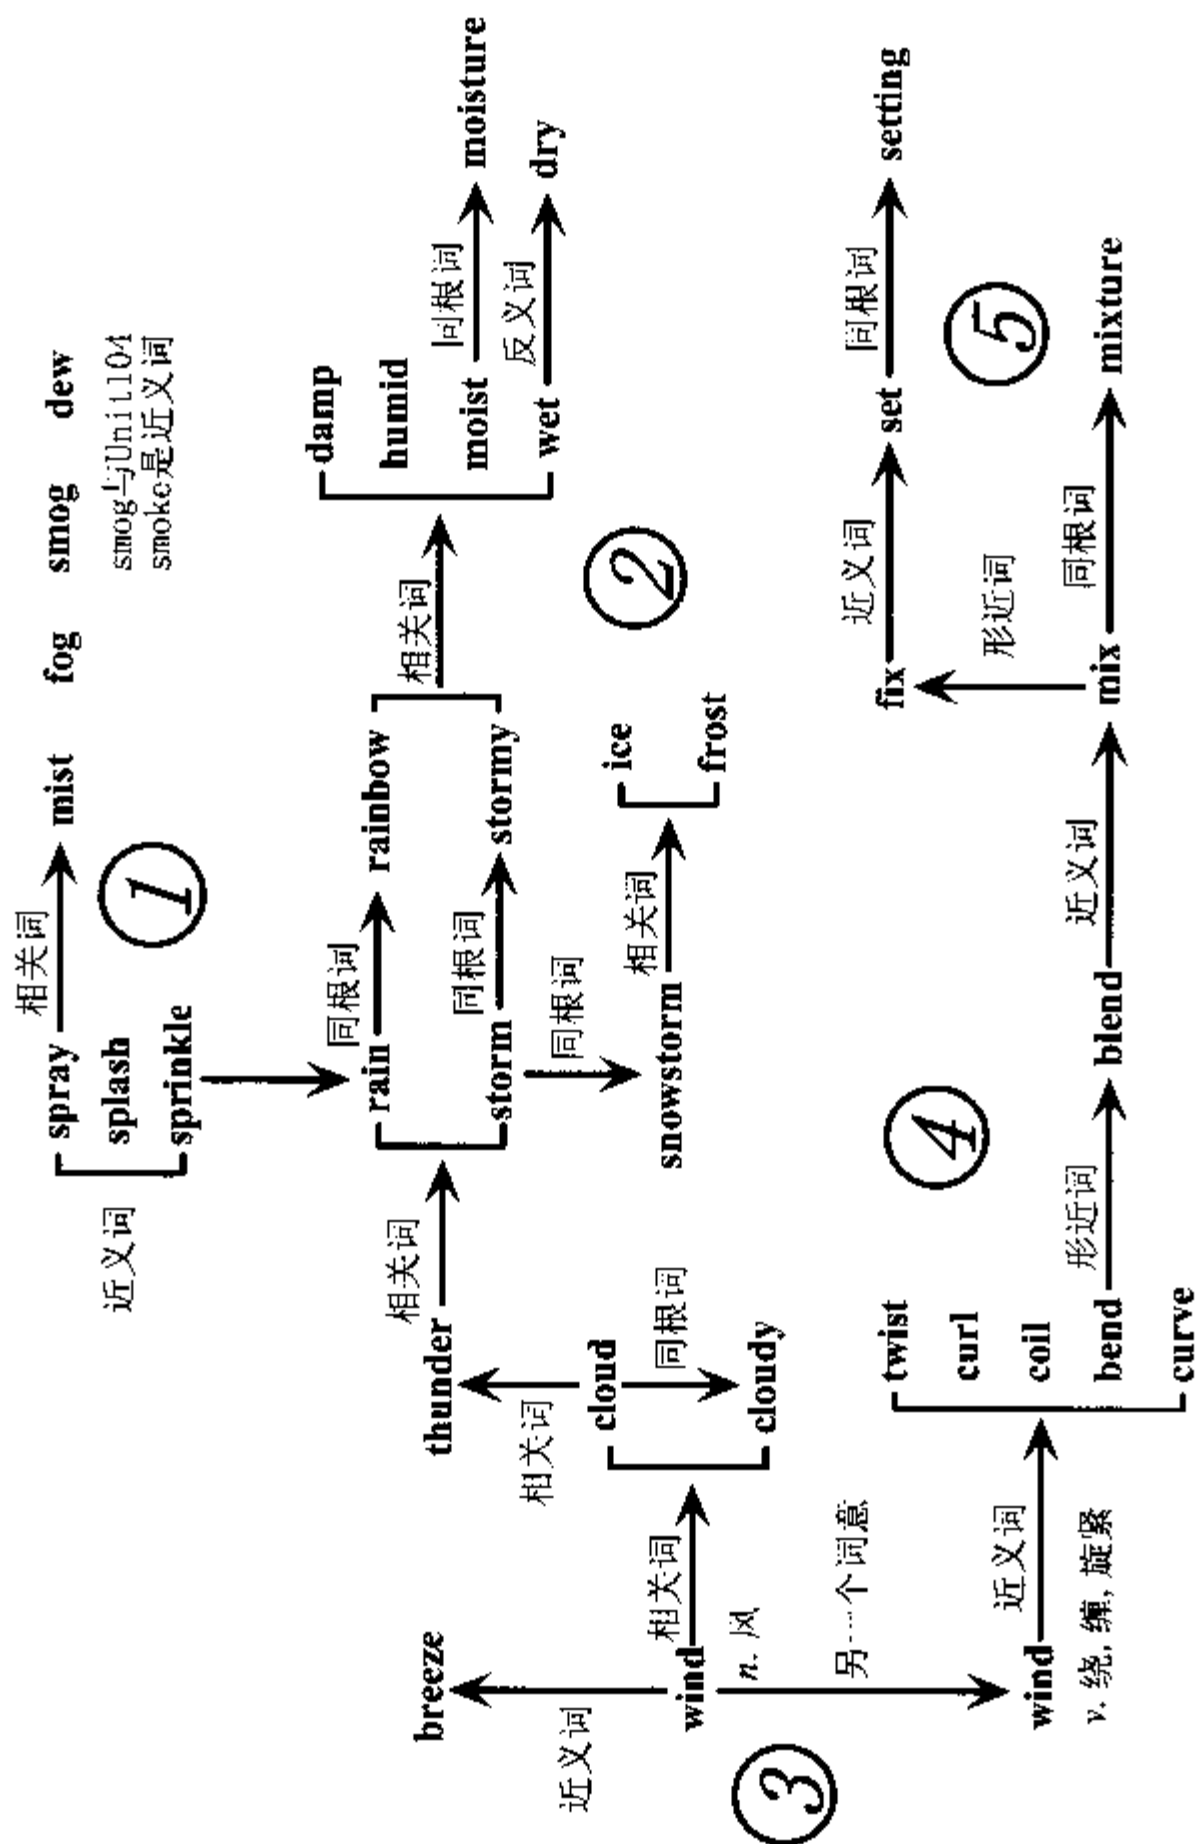 相关词
spray
mist
fog
smog
dew
近义词
splash
①
smog与Unit104
sprinkle
smoke是近义词
同根词
rain
rainbow
相关词
damp
humid
同根词
moist
moisture
反义词
wet
dry
breeze
thunder
相关词
同根词
storm
stormy
近义词
相关词
cloud
同根词
②
相关词
ice
wind
相关词
同根词
snowstorm
frost
n. 风
cloudy
③
另一个词意
近义词
twist
④
fix
近义词
set
同根词
setting
curl
形近词
⑤
wind
近义词
coil
v. 绕, 缠, 旋紧
bend
形近词
blend
近义词
mix
同根词
mixture
curve